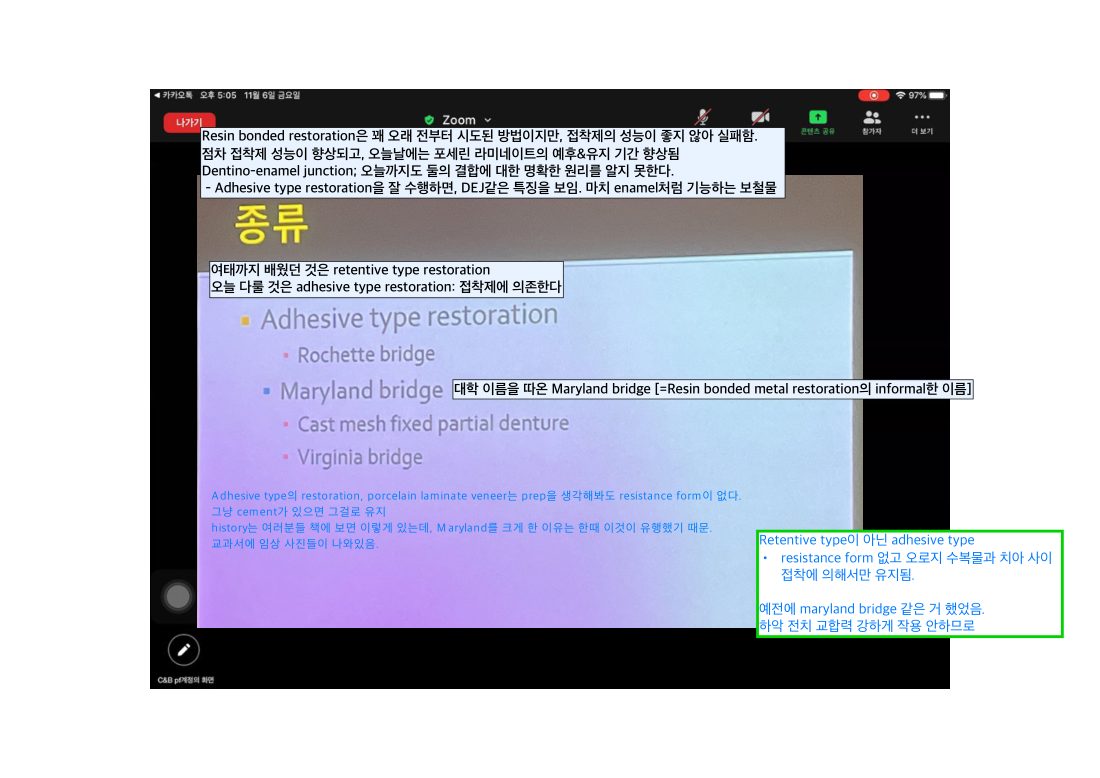 ◀ 카카오톡 오후 5:05 11월 6일 금요일
97%
나가기
Zoom
콘텐츠 공유
참가자
더 보기
Resin bonded restoration은 꽤 오래 전부터 시도된 방법이지만, 접착제의 성능이 좋지 않아 실패함.
점차 접착제 성능이 향상되고, 오늘날에는 포세린 라미네이트의 예후&유지 기간 향상됨
Dentino-enamel junction; 오늘까지도 둘의 결합에 대한 명확한 원리를 알지 못한다.
- Adhesive type restoration을 잘 수행하면, DEJ같은 특징을 보임. 마치 enamel처럼 기능하는 보철물
종류
여태까지 배웠던 것은 retentive type restoration
오늘 다룰 것은 adhesive type restoration: 접착제에 의존한다
▪ Adhesive type restoration
▪ Rochette bridge
▪ Maryland bridge
대학 이름을 따온 Maryland bridge [=Resin bonded metal restoration의 informal한 이름]
▪ Cast mesh fixed partial denture
▪ Virginia bridge
Adhesive type의 restoration, porcelain laminate veneer는 prep을 생각해봐도 resistance form이 없다.
그냥 cement가 있으면 그걸로 유지
history는 여러분들 책에 보면 이렇게 있는데, Maryland를 크게 한 이유는 한때 이것이 유행했기 때문.
교과서에 임상 사진들이 나와있음.
Retentive type이 아닌 adhesive type
• resistance form 없고 오로지 수복물과 치아 사이
접착에 의해서만 유지됨.
예전에 maryland bridge 같은 거 했었음.
하악 전치 교합력 강하게 작용 안하므로
C&B pf계정의 화면